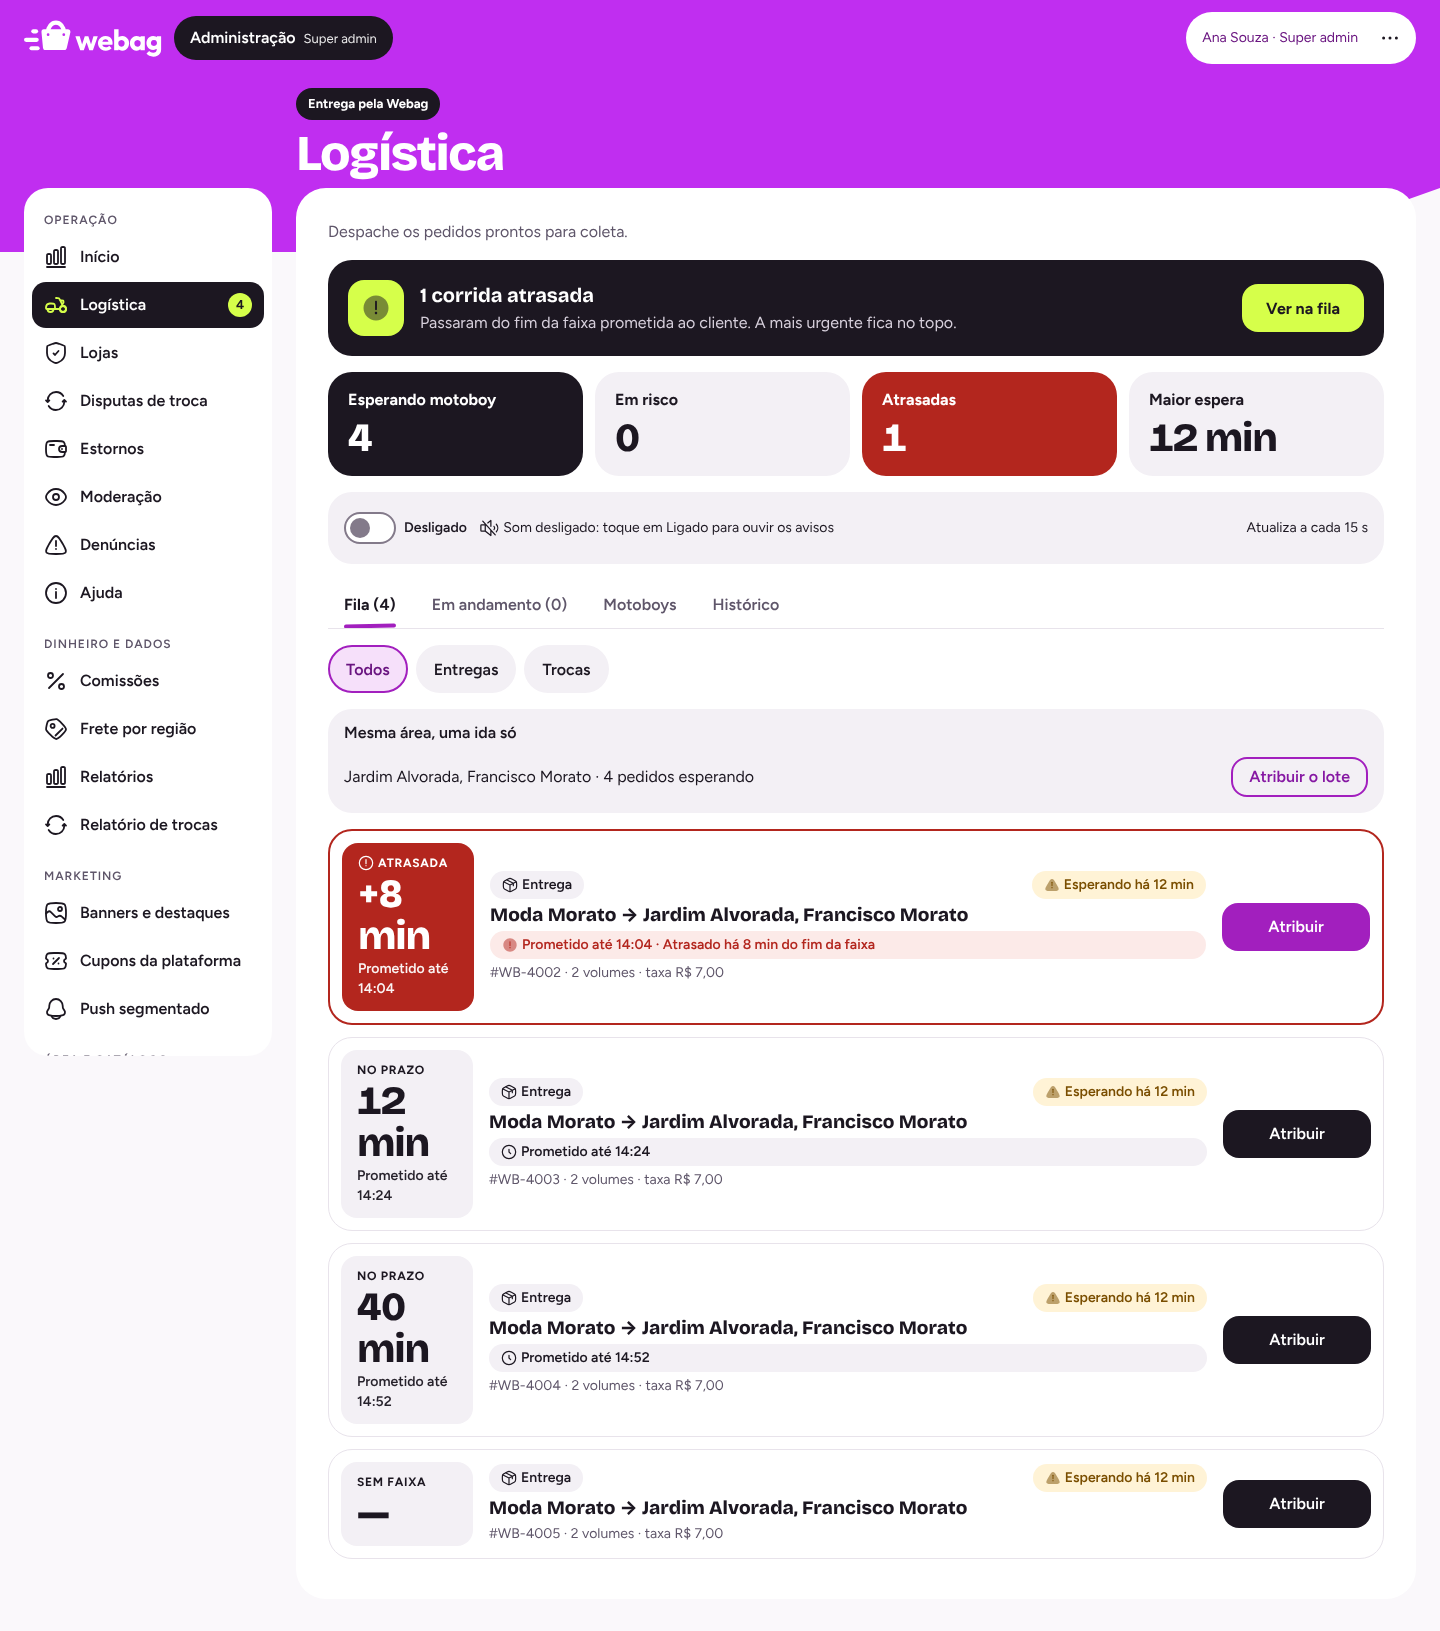 webag
Administração Super admin
Ana Souza · Super admin
Entrega pela Webag
Logística
OPERAÇÃO
Início
Logística 4
Lojas
Disputas de troca
Estornos
Moderação
Denúncias
Ajuda
DINHEIRO E DADOS
Comissões
Frete por região
Relatórios
Relatório de trocas
MARKETING
Banners e destaques
Cupons da plataforma
Push segmentado
Despache os pedidos prontos para coleta.
1 corrida atrasada
Passaram do fim da faixa prometida ao cliente. A mais urgente fica no topo.
Ver na fila
Esperando motoboy
4
Em risco
0
Atrasadas
1
Maior espera
12 min
Desligado
Som desligado: toque em Ligado para ouvir os avisos
Atualiza a cada 15 s
Fila (4)
Em andamento (0)
Motoboys
Histórico
Todos
Entregas
Trocas
Mesma área, uma ida só
Jardim Alvorada, Francisco Morato · 4 pedidos esperando
Atribuir o lote
ATRASADA
+8
min
Prometido até
14:04
Entrega
Esperando há 12 min
Moda Morato → Jardim Alvorada, Francisco Morato
Prometido até 14:04 · Atrasado há 8 min do fim da faixa
#WB-4002 · 2 volumes · taxa R$ 7,00
Atribuir
NO PRAZO
12
min
Prometido até
14:24
Entrega
Esperando há 12 min
Moda Morato → Jardim Alvorada, Francisco Morato
Prometido até 14:24
#WB-4003 · 2 volumes · taxa R$ 7,00
Atribuir
NO PRAZO
40
min
Prometido até
14:52
Entrega
Esperando há 12 min
Moda Morato → Jardim Alvorada, Francisco Morato
Prometido até 14:52
#WB-4004 · 2 volumes · taxa R$ 7,00
Atribuir
SEM FAIXA
—
Entrega
Esperando há 12 min
Moda Morato → Jardim Alvorada, Francisco Morato
#WB-4005 · 2 volumes · taxa R$ 7,00
Atribuir